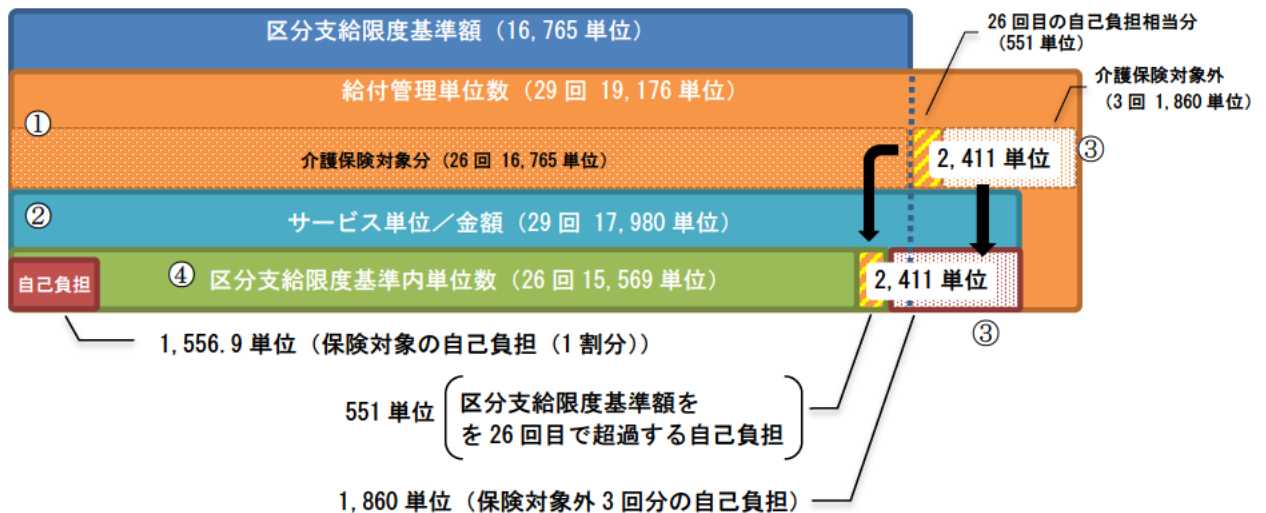 区分支給限度基準額（16,765 単位）
26 回目の自己負担相当分
（551 単位）
給付管理単位数（29 回 19,176 単位）
介護保険対象外
（3 回 1,860 単位）
①
介護保険対象分（26 回 16,765 単位）
2,411 単位
③
②
サービス単位／金額（29 回 17,980 単位）
自己負担
④
区分支給限度基準内単位数（26 回 15,569 単位）
2,411 単位
③
1,556.9 単位（保険対象の自己負担（1 割分））
551 単位
区分支給限度基準額を
を 26 回目で超過する自己負担
1,860 単位（保険対象外 3 回分の自己負担）